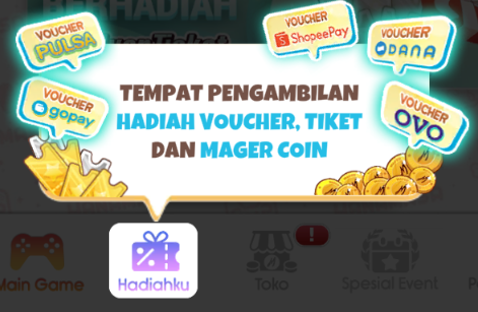 BERHADIAH
VOUCHER
PULSA
VOUCHER
ShopeePay
VOUCHER
DANA
VOUCHER
gopay
VOUCHER
OVO
TEMPAT PENGAMBILAN
HADIAH VOUCHER, TIKET
DAN MAGER COIN
!
Main Game
Hadiahku
Toko
Spesial Event